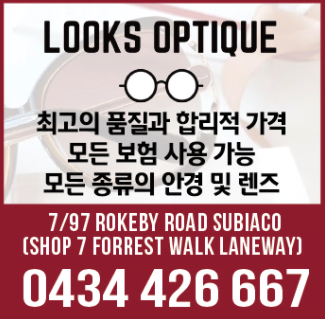 LOOKS OPTIQUE
최고의 품질과 합리적 가격
모든 보험 사용 가능
모든 종류의 안경 및 렌즈
7/97 ROKEBY ROAD SUBIACO
(SHOP 7 FORREST WALK LANEWAY)
0434 426 667